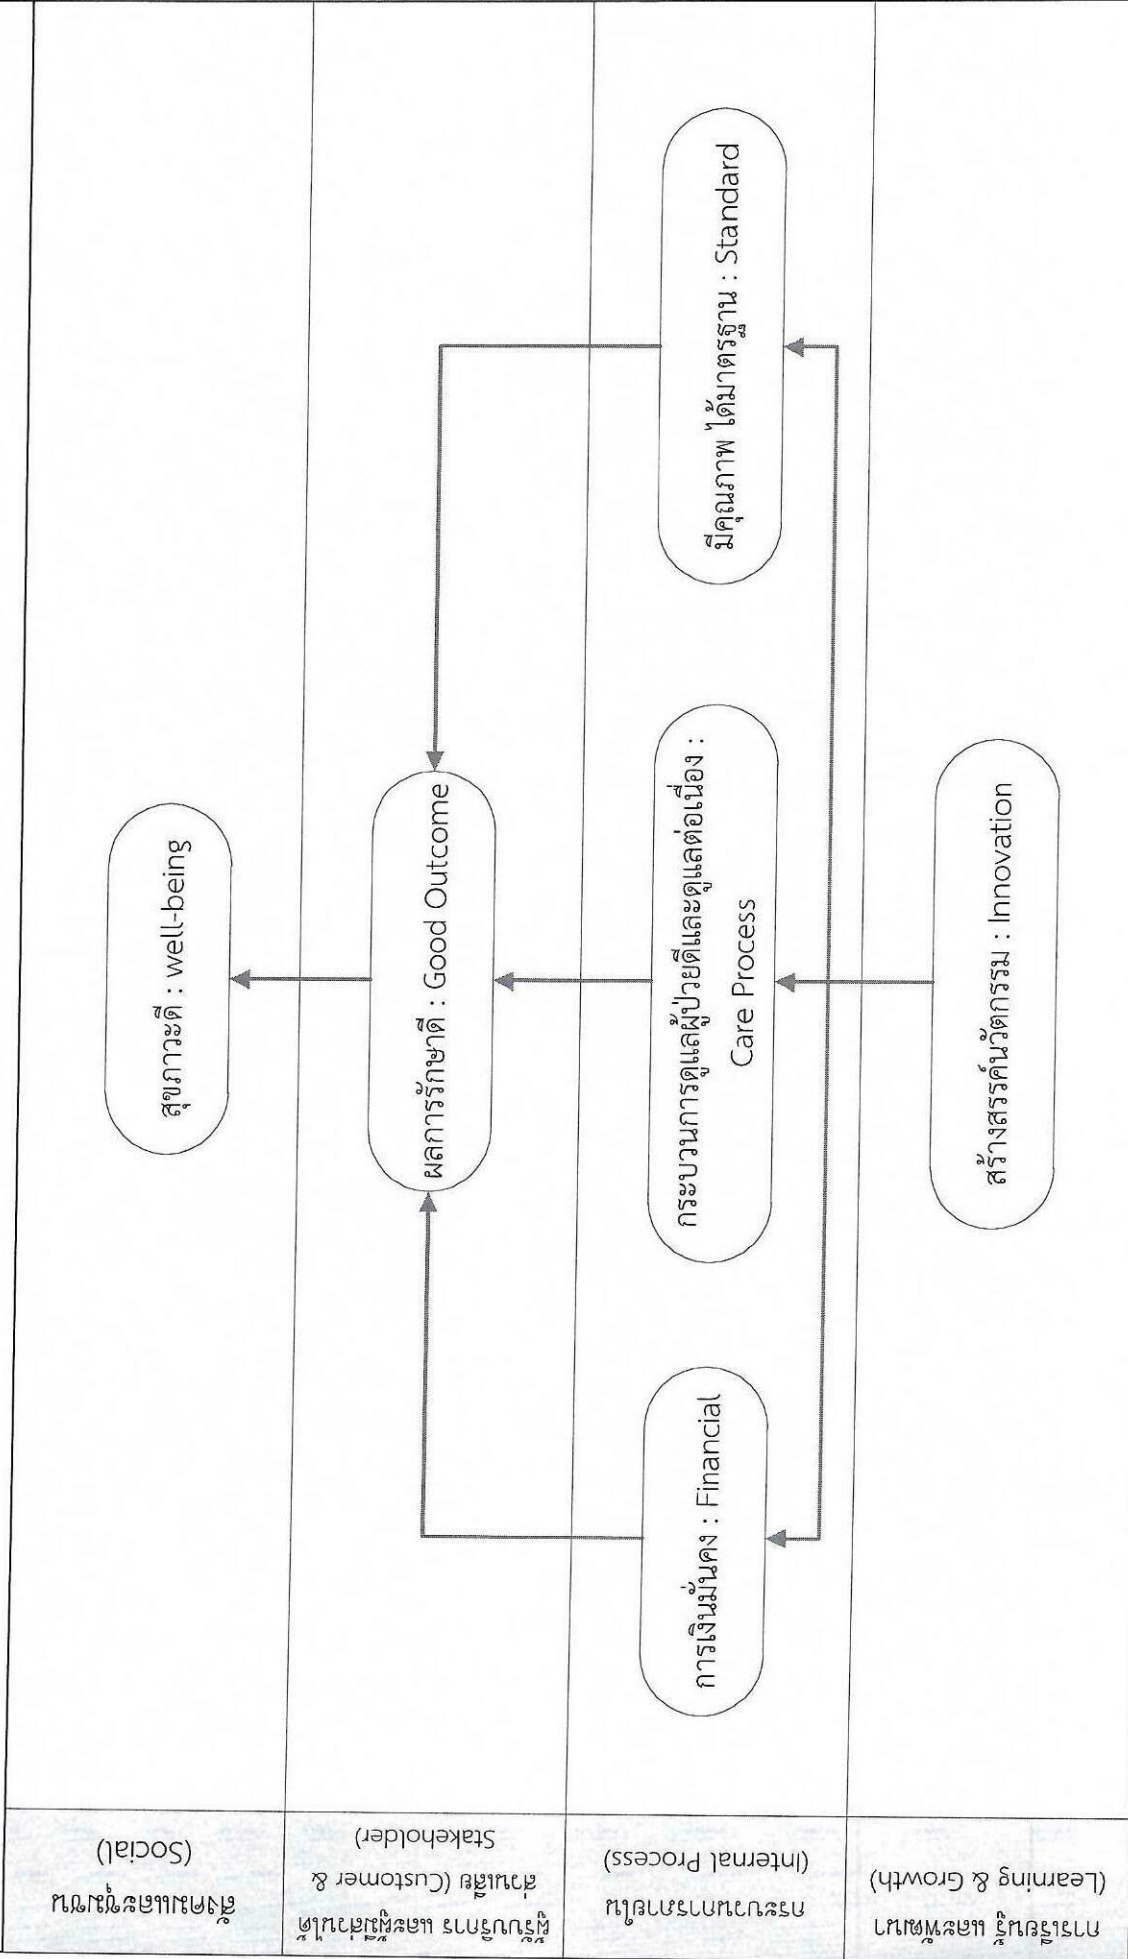 สังคมและชุมชน
(Social)
สุขภาวะดี : well-being
ผู้รับบริการ และผู้มีส่วนได้
ส่วนเสีย (Customer &
Stakeholder)
ผลการรักษาดี : Good Outcome
กระบวนการภายใน
(Internal Process)
การเงินมั่นคง : Financial
กระบวนการดูแลผู้ป่วยดีและดูแลต่อเนื่อง :
Care Process
มีคุณภาพ ได้มาตรฐาน : Standard
การเรียนรู้ และพัฒนา
(Learning & Growth)
สร้างสรรค์นวัตกรรม : Innovation